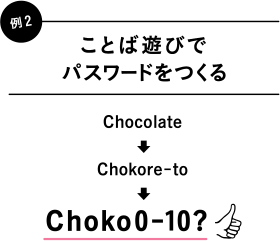 例2
ことば遊びで
パスワードをつくる
Chocolate
Chokore-to
Choko0-10?